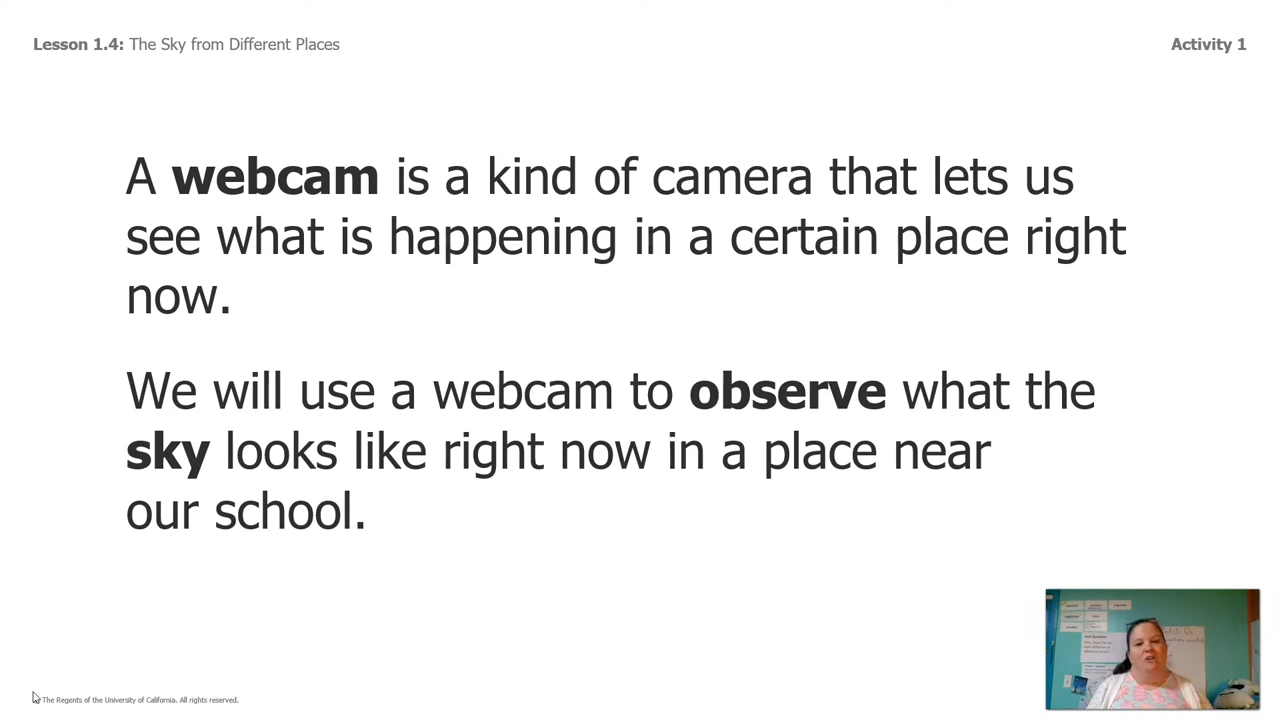 Lesson 1.4: The Sky from Different Places
Activity 1
A webcam is a kind of camera that lets us
see what is happening in a certain place right
now.
We will use a webcam to observe what the
sky looks like right now in a place near
our school.
The Regents of the University of California. All rights reserved.